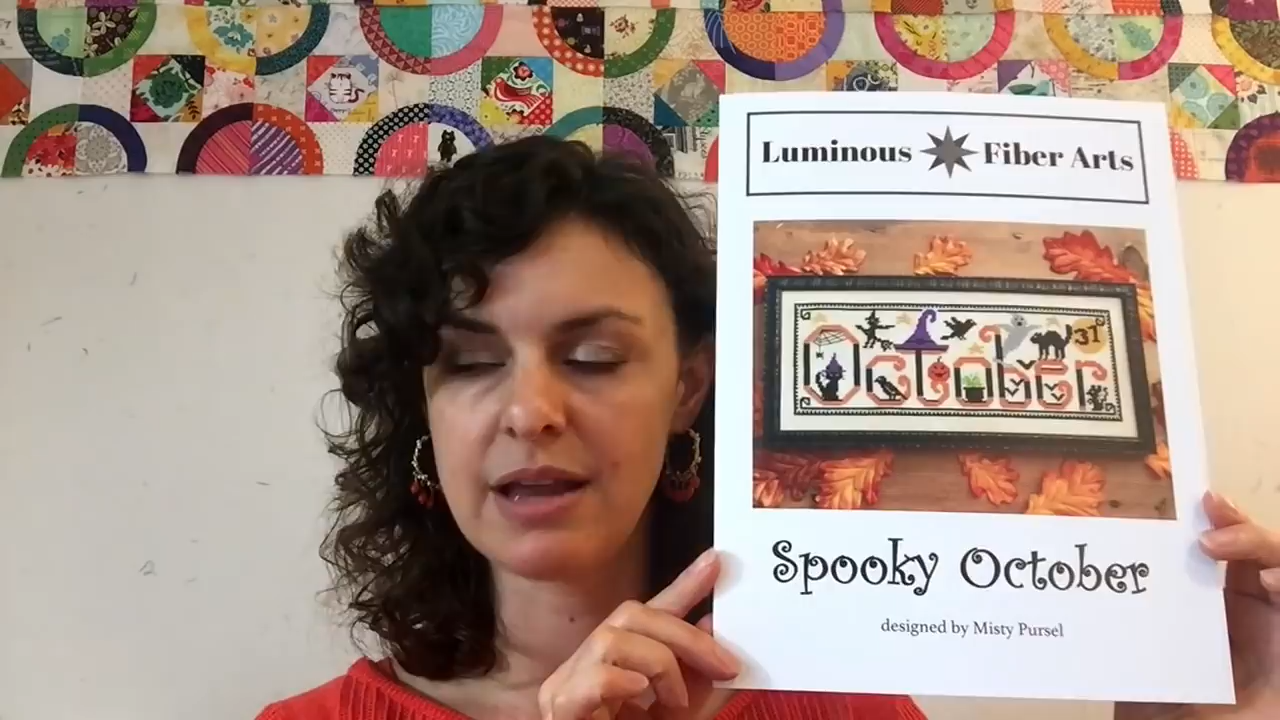 Luminous Fiber Arts
31
October
Spooky October
designed by Misty Pursel